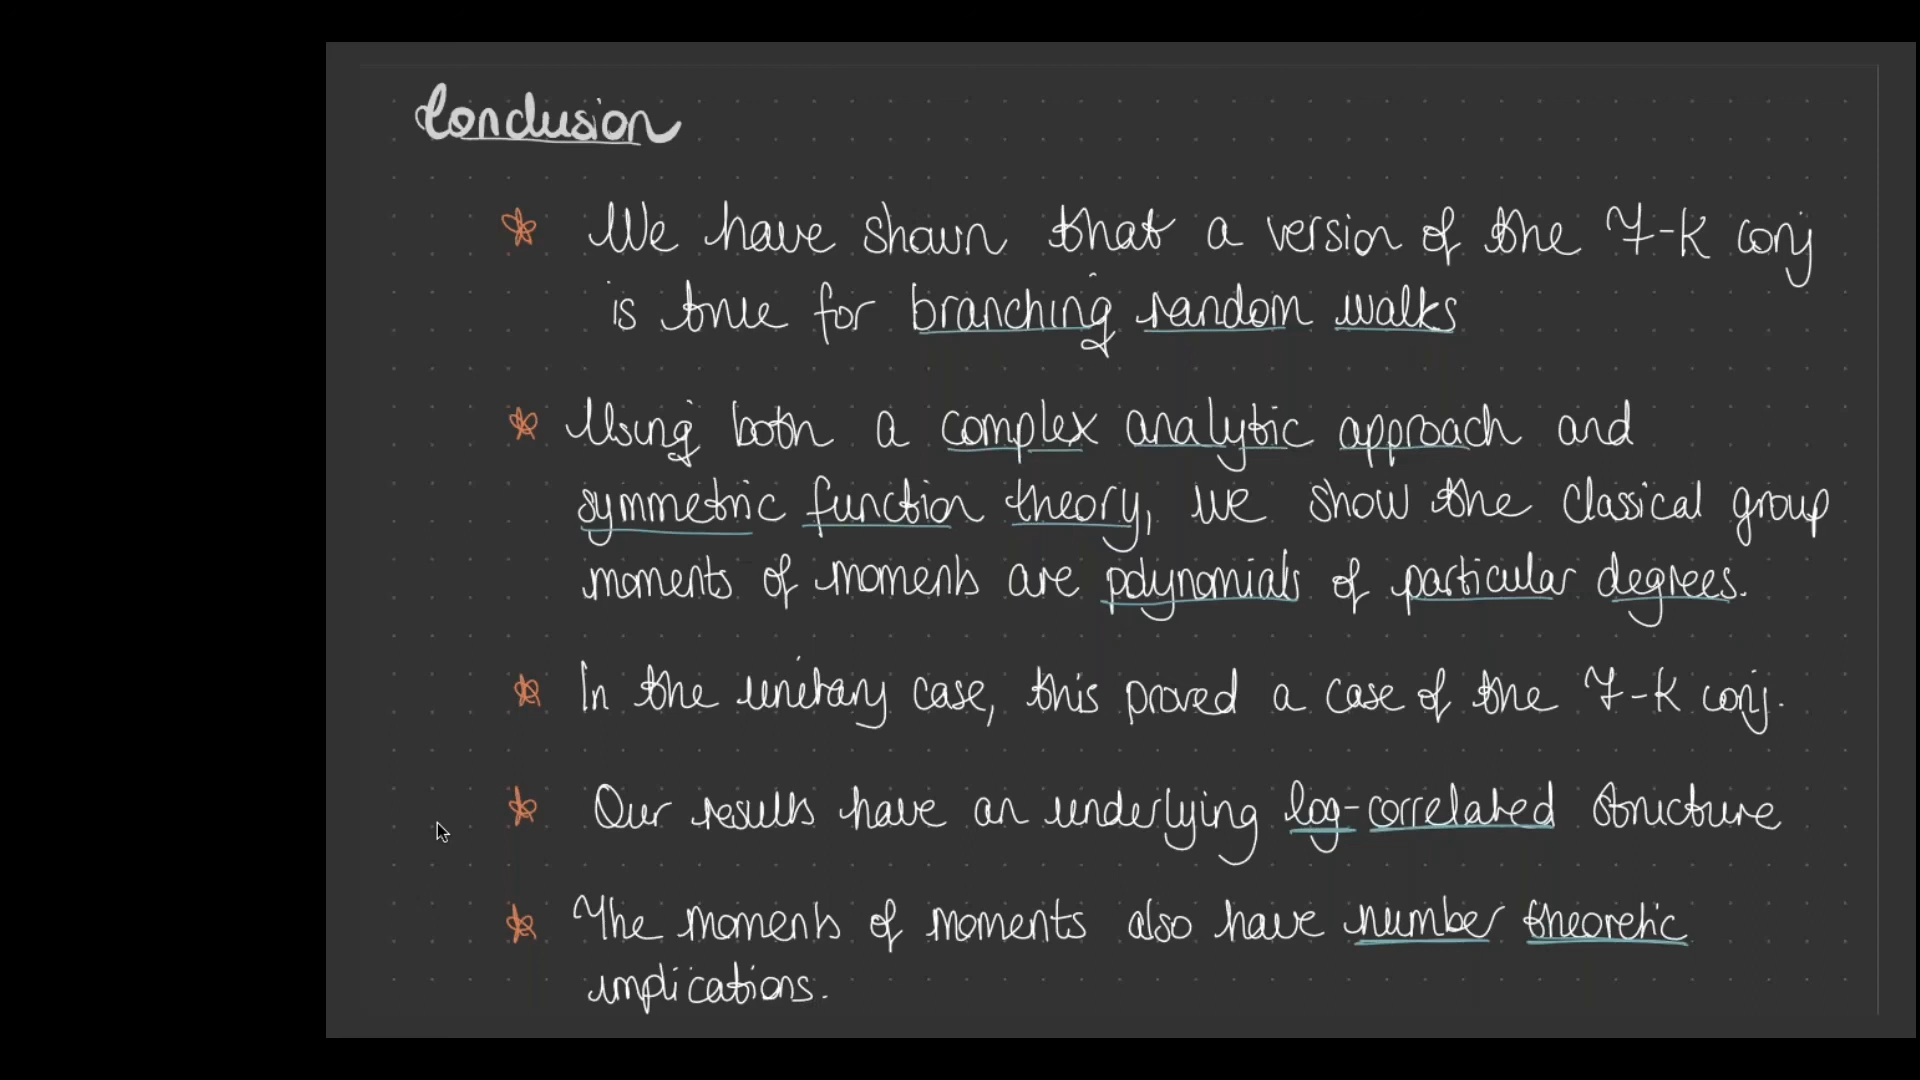 Conclusion
We have shown that a version of the F-K conj
is true for branching random walks
Using both a complex analytic approach and
symmetric function theory, we show the classical group
moments of moments are polynomials of particular degrees.
In the unitary case, this proved a case of the F-K conj.
Our results have an underlying log-correlated structure
The moments of moments also have number theoretic
implications.